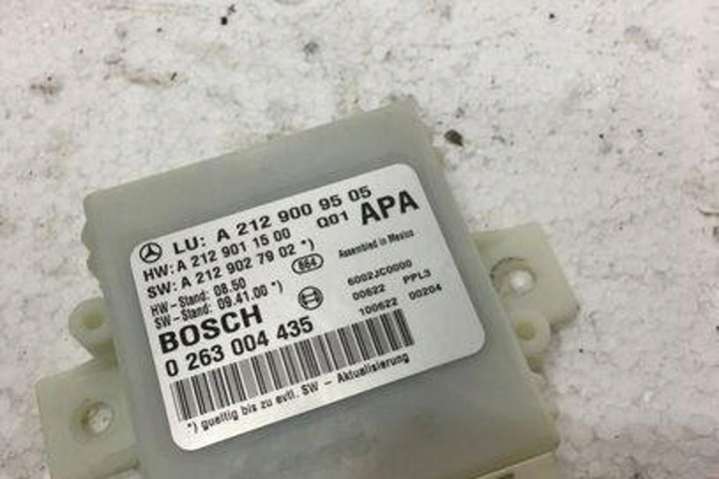 LU: A 212 900 95 05
HW: A 212 901 15 00 Q01 APA
SW: A 212 902 79 02 *)
HW-Stand: 08.50 864 Assembled in Mexico
SW-Stand: 09.41.00 *)
BOSCH 6002JC0000
0 263 004 435 00622 PPL3
100622 00204
*) gueltig bis zu evtl. SW - Aktualisierung